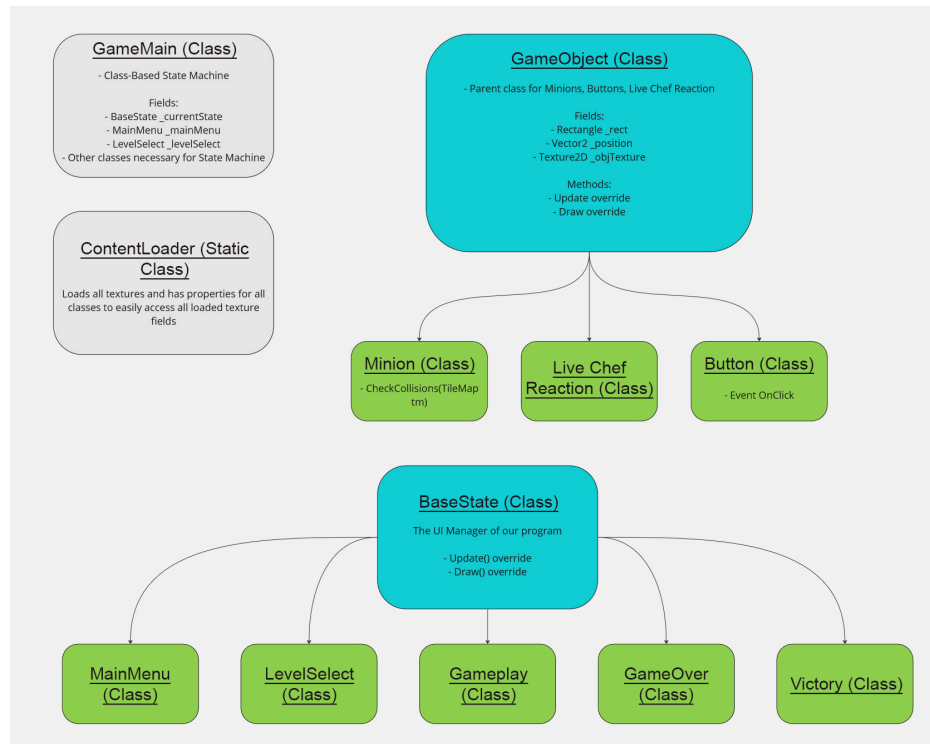 GameMain (Class)
- Class-Based State Machine
Fields:
- BaseState _currentState
- MainMenu _mainMenu
- LevelSelect _levelSelect
- Other classes necessary for State Machine
ContentLoader (Static
Class)
Loads all textures and has properties for all
classes to easily access all loaded texture
fields
GameObject (Class)
- Parent class for Minions, Buttons, Live Chef Reaction
Fields:
- Rectangle _rect
- Vector2 _position
- Texture2D _objTexture
Methods:
- Update override
- Draw override
Minion (Class)
- CheckCollisions(TileMap
tm)
Live Chef
Reaction (Class)
Button (Class)
- Event OnClick
BaseState (Class)
The UI Manager of our program
- Update() override
- Draw() override
MainMenu
(Class)
LevelSelect
(Class)
Gameplay
(Class)
GameOver
(Class)
Victory (Class)